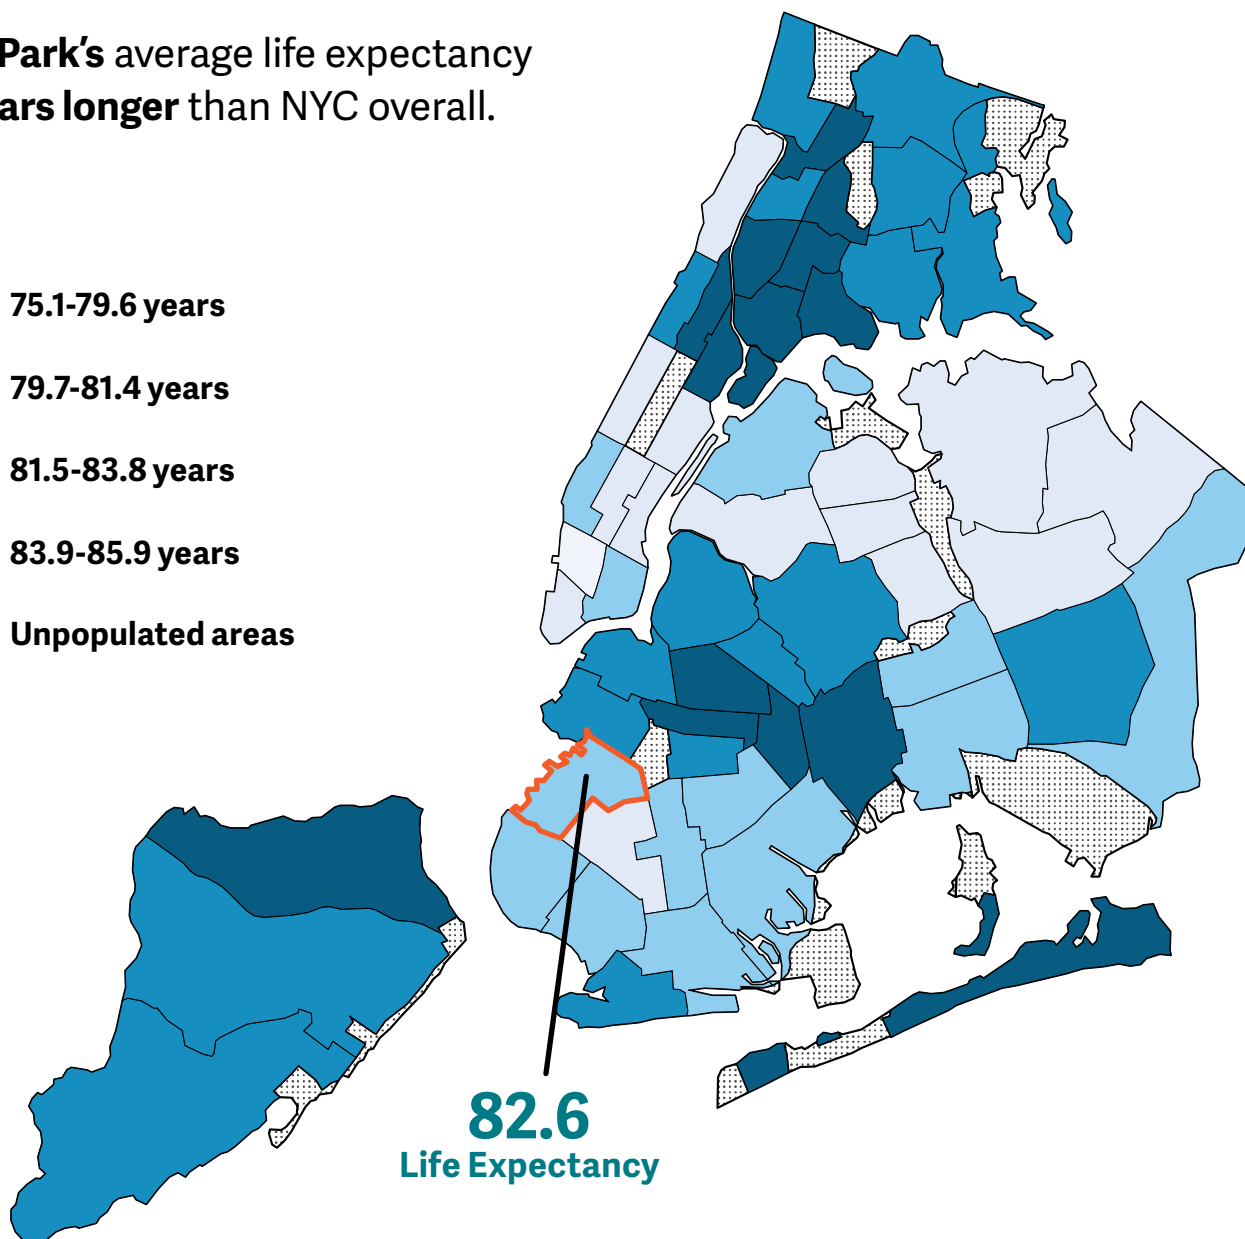 Park's average life expectancy
ars longer than NYC overall.
75.1-79.6 years
79.7-81.4 years
81.5-83.8 years
83.9-85.9 years
Unpopulated areas
82.6
Life Expectancy